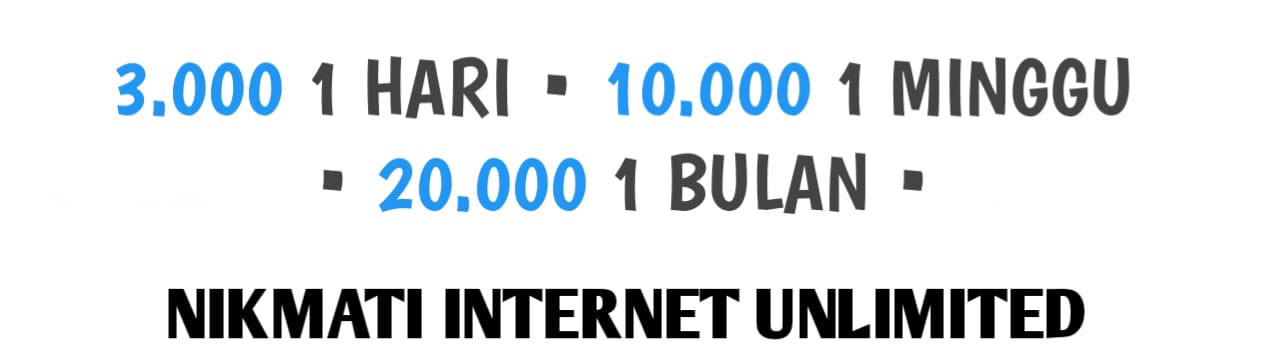 3.000 1 HARI ▪ 10.000 1 MINGGU
▪ 20.000 1 BULAN ▪
NIKMATI INTERNET UNLIMITED